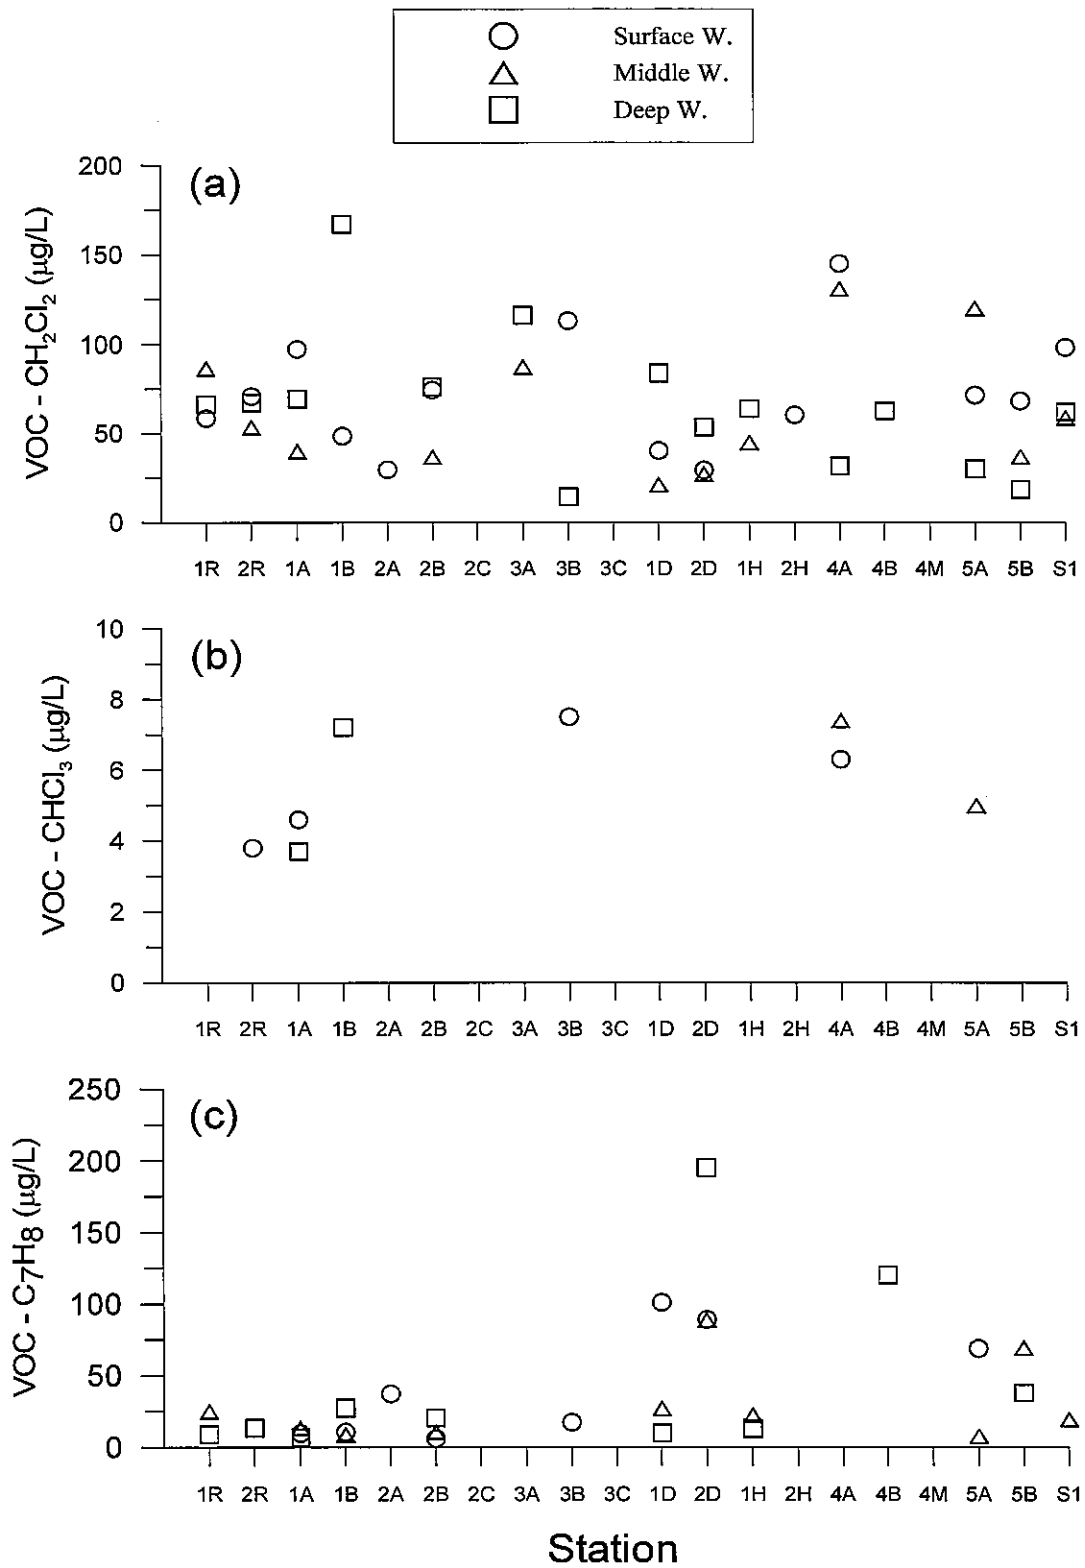 Surface W.
Middle W.
Deep W.
(a)
VOC - CH2Cl2 (µg/L)
200
150
100
50
0
1R 2R 1A 1B 2A 2B 2C 3A 3B 3C 1D 2D 1H 2H 4A 4B 4M 5A 5B S1
(b)
VOC - CHCl3 (µg/L)
10
8
6
4
2
0
1R 2R 1A 1B 2A 2B 2C 3A 3B 3C 1D 2D 1H 2H 4A 4B 4M 5A 5B S1
(c)
VOC - C7H8 (µg/L)
250
200
150
100
50
0
1R 2R 1A 1B 2A 2B 2C 3A 3B 3C 1D 2D 1H 2H 4A 4B 4M 5A 5B S1
Station